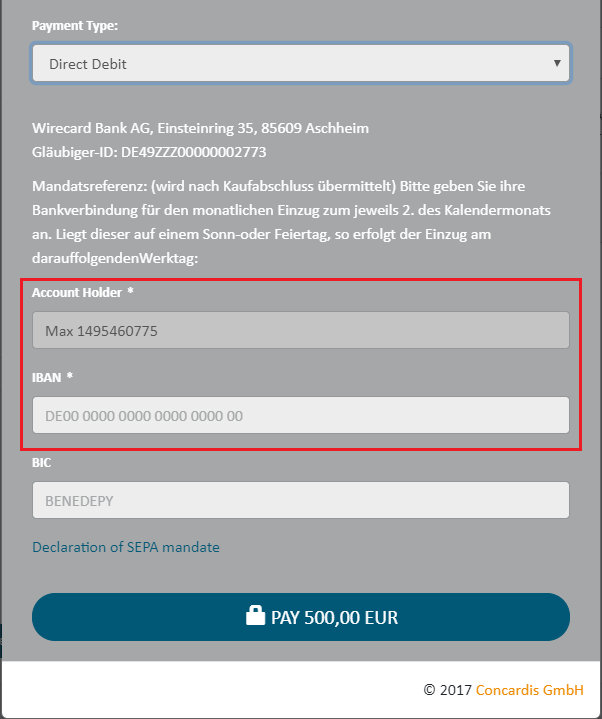 Payment Type:
Direct Debit
Wirecard Bank AG, Einsteinring 35, 85609 Aschheim
Gläubiger-ID: DE49ZZZ00000002773
Mandatsreferenz: (wird nach Kaufabschluss übermittelt) Bitte geben Sie ihre
Bankverbindung für den monatlichen Einzug zum jeweils 2. des Kalendermonats
an. Liegt dieser auf einem Sonn-oder Feiertag, so erfolgt der Einzug am
darauffolgendenWerktag:
Account Holder *
Max 1495460775
IBAN *
DE00 0000 0000 0000 0000 00
BIC
BENEDEPY
Declaration of SEPA mandate
PAY 500,00 EUR
© 2017 Concardis GmbH